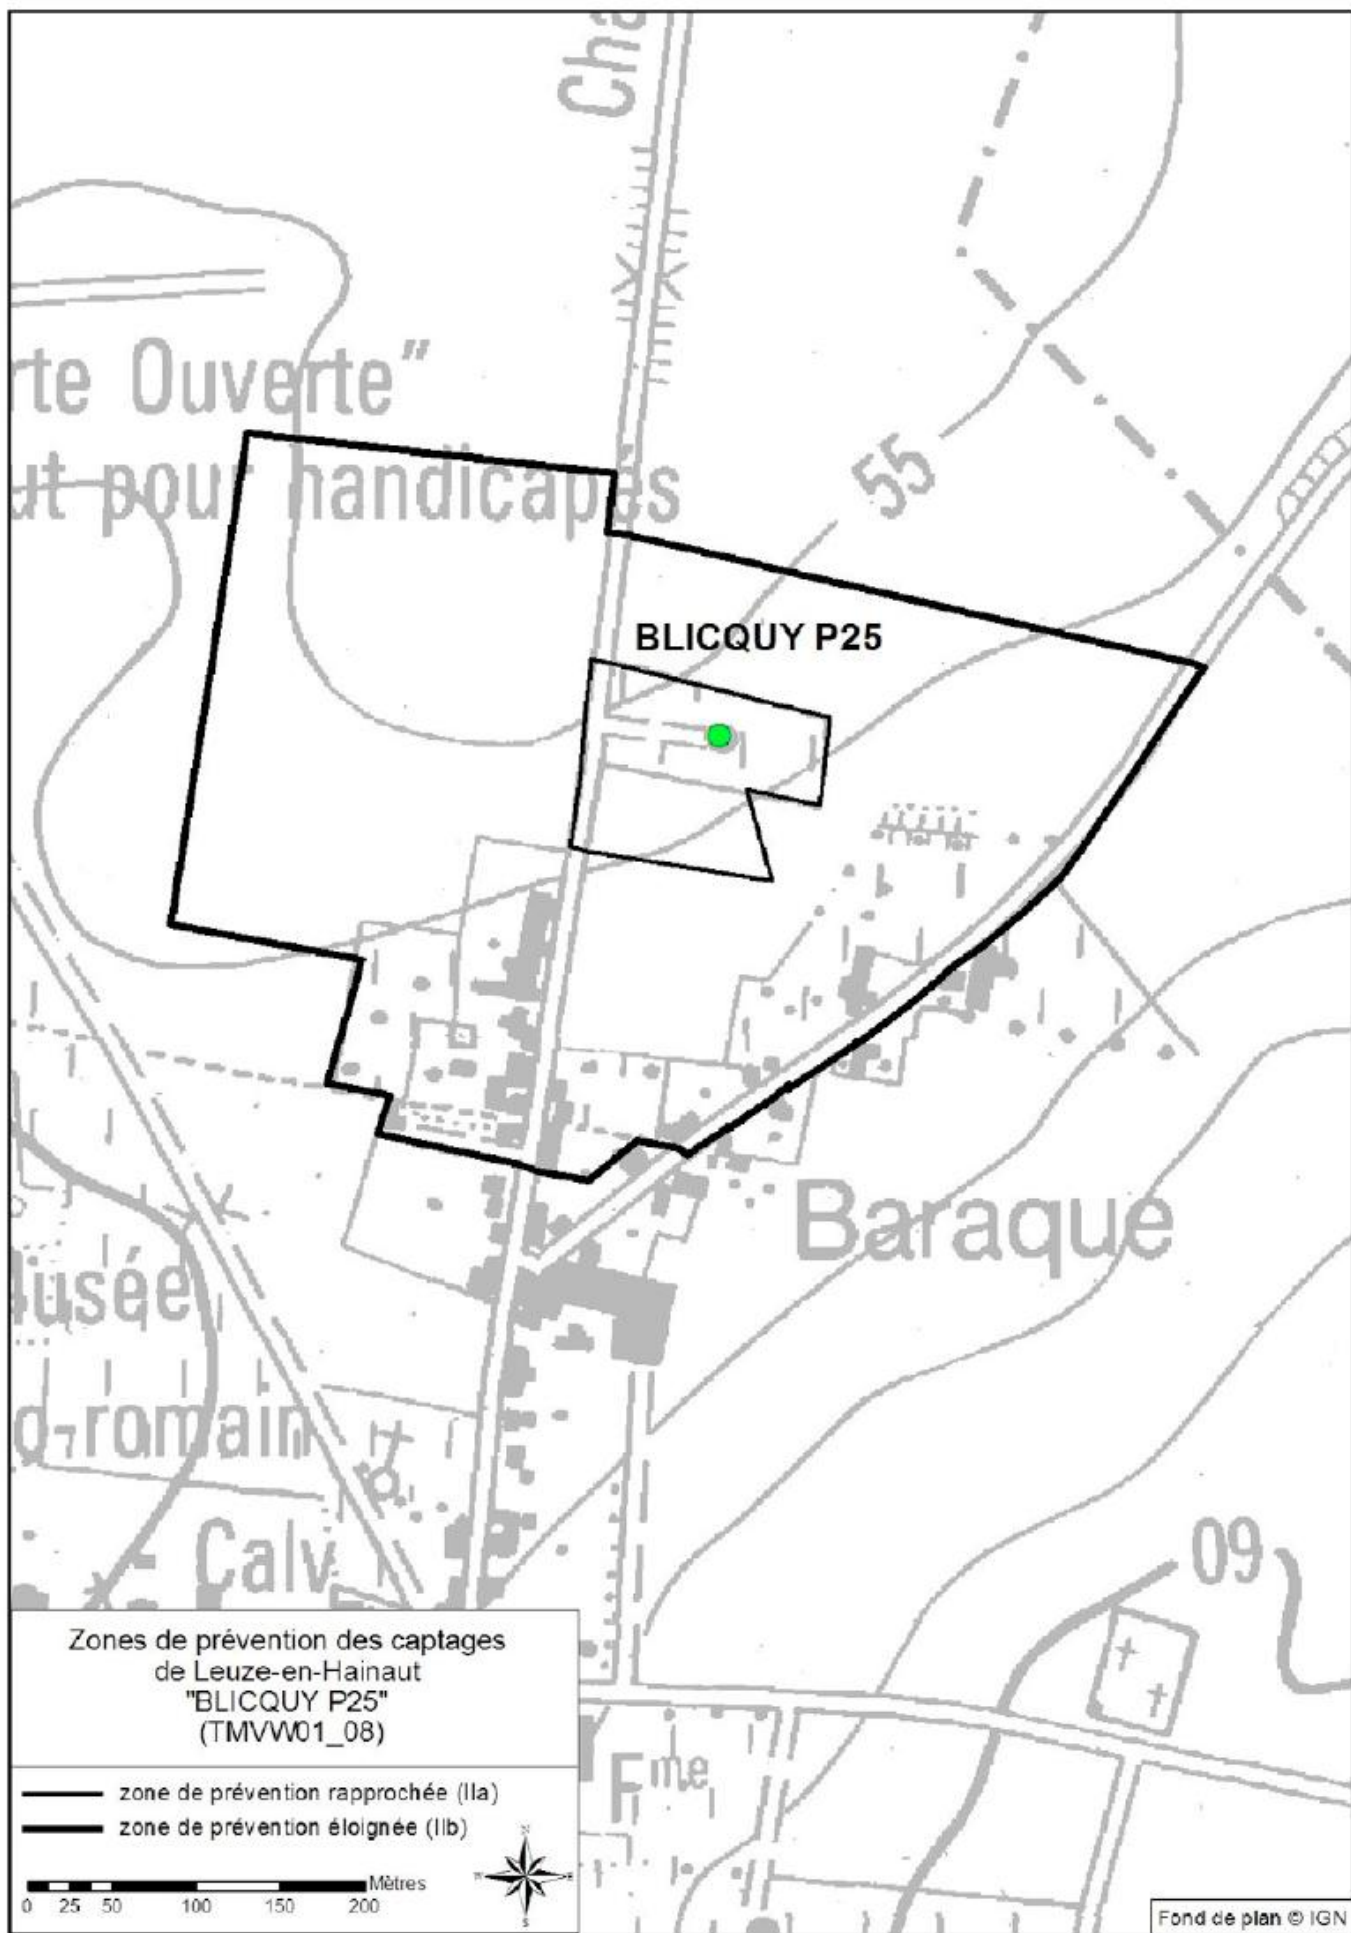 Cha
rte Ouverte"
ut pour handicapés
55
BLICQUY P25
Baraque
Musée
d-romain
Calv.
09
Zones de prévention des captages
de Leuze-en-Hainaut
"BLICQUY P25"
(TMVW01_08)
zone de prévention rapprochée (IIa)
zone de prévention éloignée (IIb)
Mètres
0 25 50 100 150 200
N
W E
S
Fme
Fond de plan © IGN